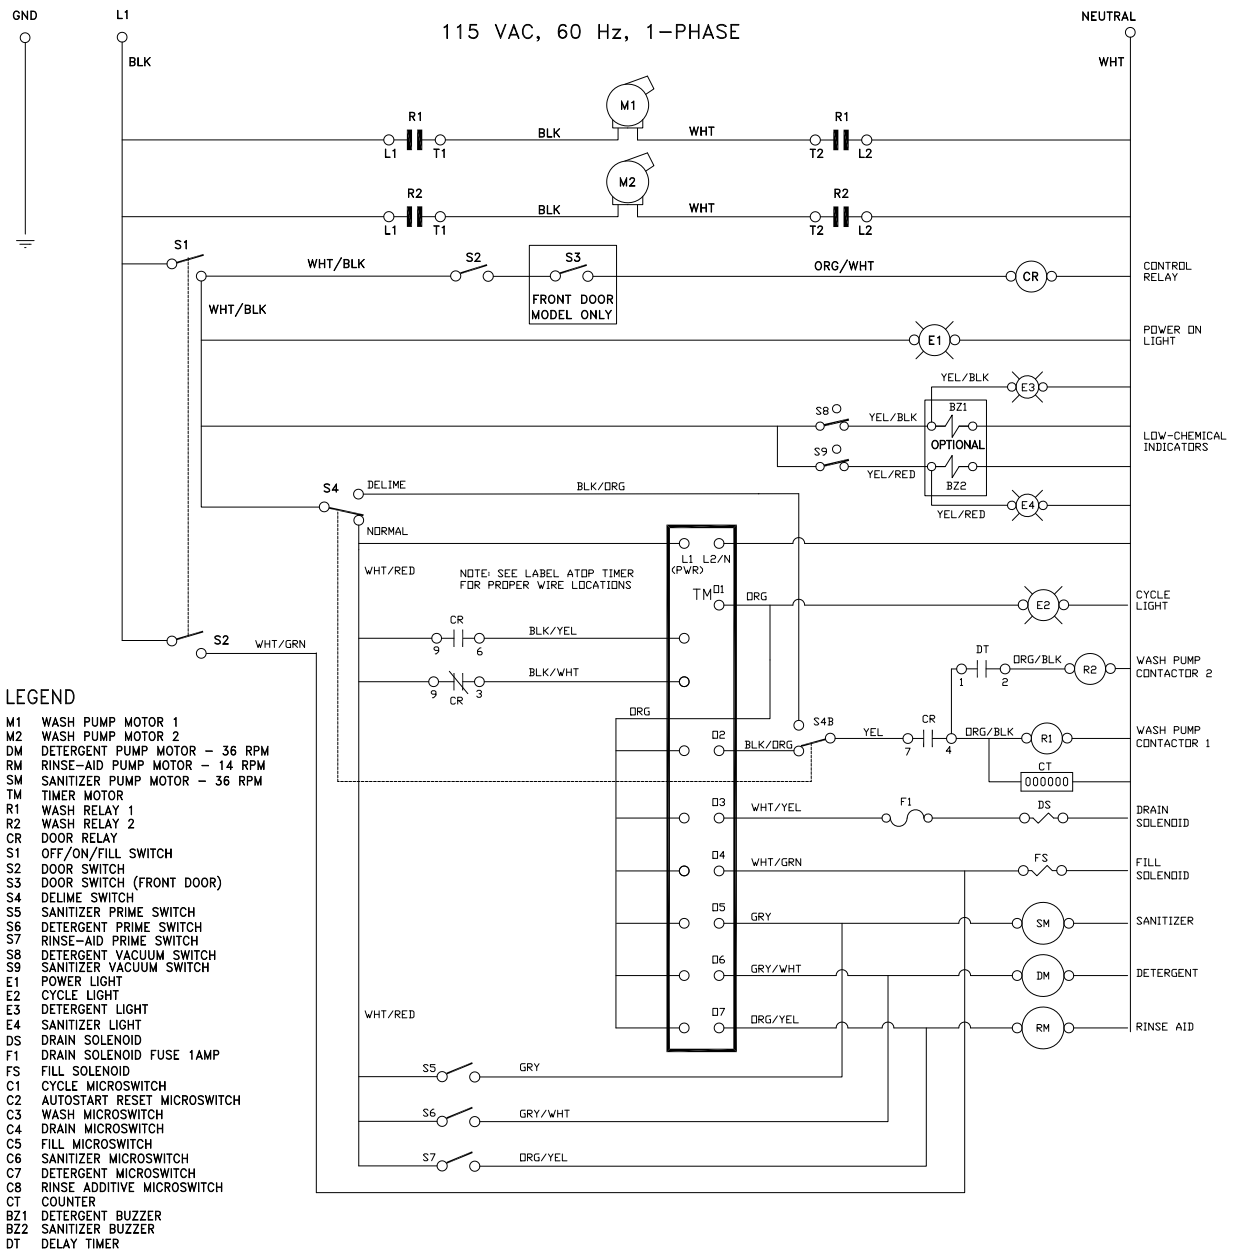 GND
L1
115 VAC, 60 Hz, 1-PHASE
NEUTRAL
BLK
WHT
M1
R1
BLK
WHT
R1
L1
T1
T2
L2
M2
R2
BLK
WHT
R2
L1
T1
T2
L2
S1
WHT/BLK
S2
S3
ORG/WHT
CR
CONTROL
RELAY
FRONT DOOR
MODEL ONLY
WHT/BLK
E1
POWER ON
LIGHT
YEL/BLK
E3
S8
YEL/BLK
BZ1
OPTIONAL
LOW-CHEMICAL
INDICATORS
S9
YEL/RED
BZ2
YEL/RED
E4
S4
DELIME
BLK/ORG
NORMAL
L1
L2/N
(PWR)
WHT/RED
NOTE: SEE LABEL ATOP TIMER
FOR PROPER WIRE LOCATIONS
TM
O1
ORG
E2
CYCLE
LIGHT
CR
9
6
BLK/YEL
S2
WHT/GRN
DT
1
2
ORG/BLK
R2
WASH PUMP
CONTACTOR 2
9
3
CR
BLK/WHT
ORG
O2
BLK/ORG
S4B
YEL
CR
7
4
ORG/BLK
R1
WASH PUMP
CONTACTOR 1
CT
000000
O3
WHT/YEL
F1
DS
DRAIN
SOLENOID
O4
WHT/GRN
FS
FILL
SOLENOID
O5
GRY
SM
SANITIZER
O6
GRY/WHT
DM
DETERGENT
WHT/RED
O7
ORG/YEL
RM
RINSE AID
S5
GRY
S6
GRY/WHT
S7
ORG/YEL
LEGEND
M1 WASH PUMP MOTOR 1
M2 WASH PUMP MOTOR 2
DM DETERGENT PUMP MOTOR - 36 RPM
RM RINSE-AID PUMP MOTOR - 14 RPM
SM SANITIZER PUMP MOTOR - 36 RPM
TM TIMER MOTOR
R1 WASH RELAY 1
R2 WASH RELAY 2
CR DOOR RELAY
S1 OFF/ON/FILL SWITCH
S2 DOOR SWITCH
S3 DOOR SWITCH (FRONT DOOR)
S4 DELIME SWITCH
S5 SANITIZER PRIME SWITCH
S6 DETERGENT PRIME SWITCH
S7 RINSE-AID PRIME SWITCH
S8 DETERGENT VACUUM SWITCH
S9 SANITIZER VACUUM SWITCH
E1 POWER LIGHT
E2 CYCLE LIGHT
E3 DETERGENT LIGHT
E4 SANITIZER LIGHT
DS DRAIN SOLENOID
F1 DRAIN SOLENOID FUSE 1AMP
FS FILL SOLENOID
C1 CYCLE MICROSWITCH
C2 AUTOSTART RESET MICROSWITCH
C3 WASH MICROSWITCH
C4 DRAIN MICROSWITCH
C5 FILL MICROSWITCH
C6 SANITIZER MICROSWITCH
C7 DETERGENT MICROSWITCH
C8 RINSE ADDITIVE MICROSWITCH
CT COUNTER
BZ1 DETERGENT BUZZER
BZ2 SANITIZER BUZZER
DT DELAY TIMER